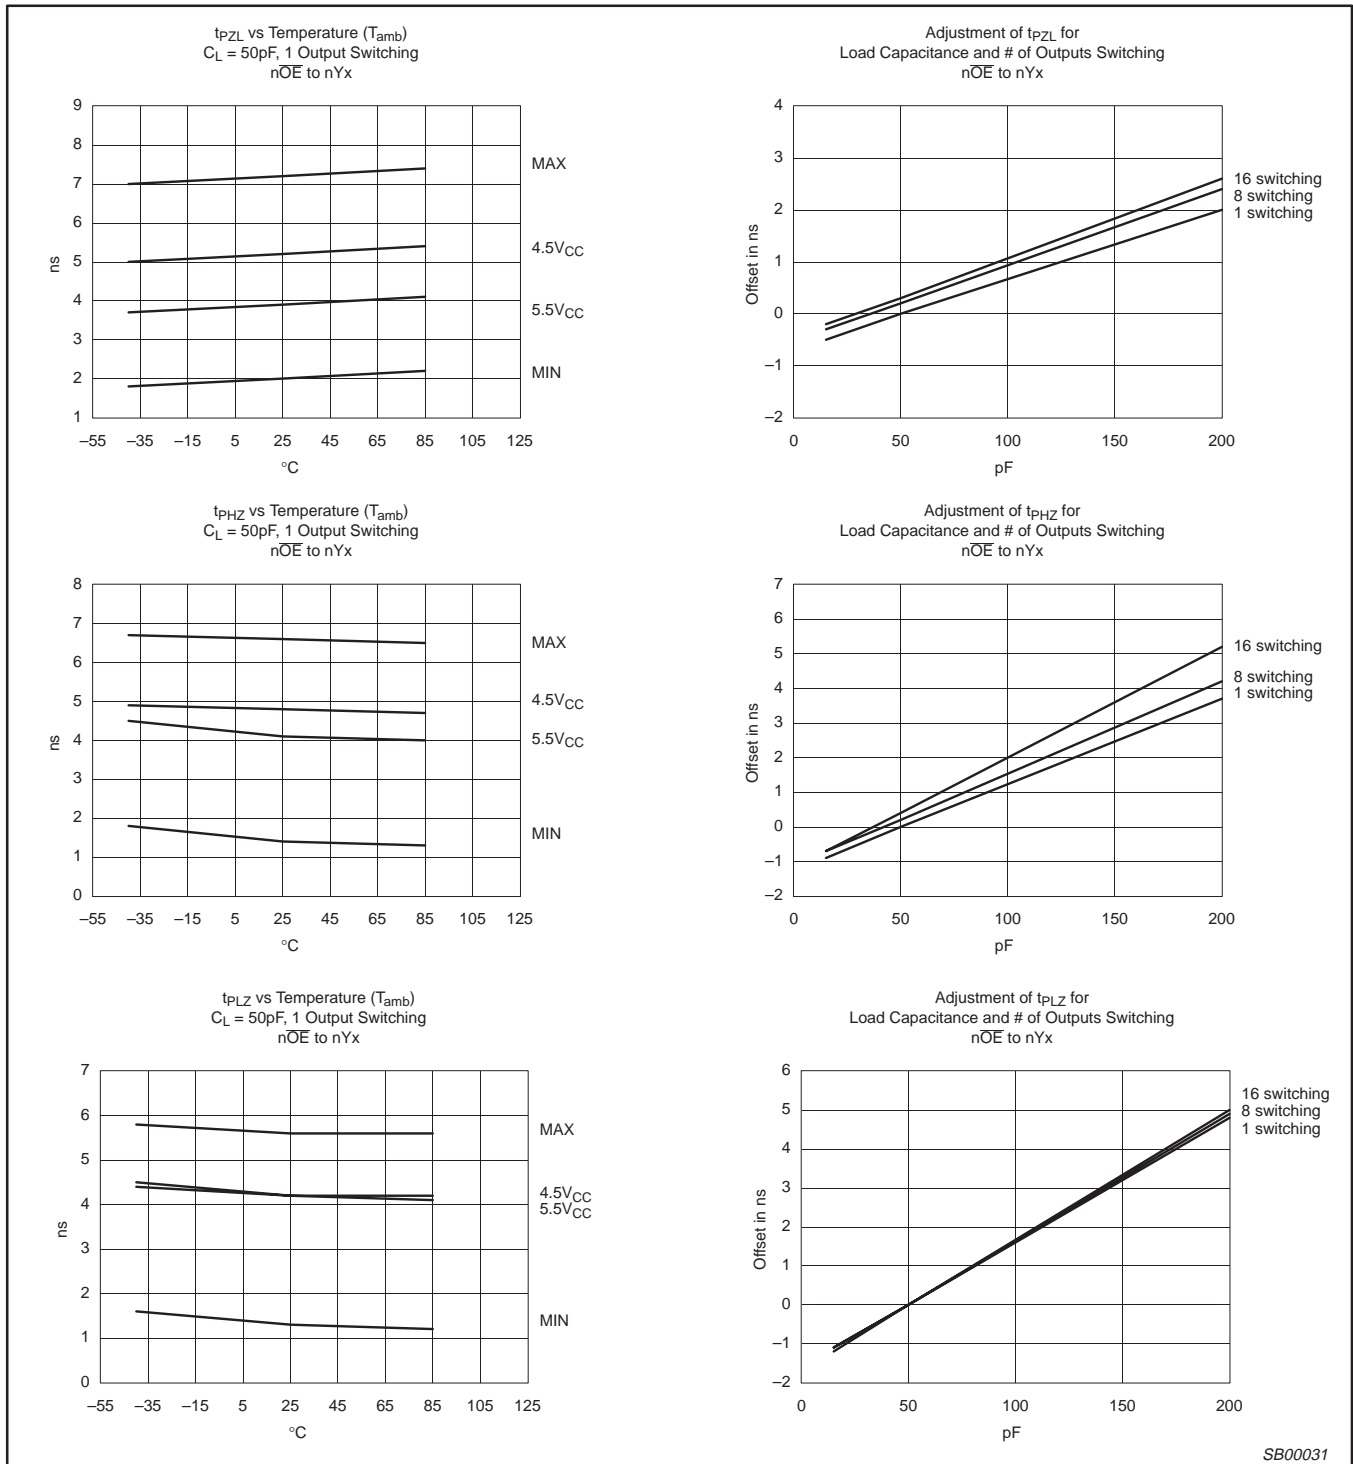 tPZL vs Temperature (Tamb)
CL = 50pF, 1 Output Switching
nOE to nYx
9
8
7
6
5
4
3
2
1
ns
–55 –35 –15 5 25 45 65 85 105 125
°C
MAX
4.5VCC
5.5VCC
MIN
Adjustment of tPZL for
Load Capacitance and # of Outputs Switching
nOE to nYx
4
3
2
1
0
–1
–2
Offset in ns
0 50 100 150 200
pF
16 switching
8 switching
1 switching
tPHZ vs Temperature (Tamb)
CL = 50pF, 1 Output Switching
nOE to nYx
8
7
6
5
4
3
2
1
0
ns
–55 –35 –15 5 25 45 65 85 105 125
°C
MAX
4.5VCC
5.5VCC
MIN
Adjustment of tPHZ for
Load Capacitance and # of Outputs Switching
nOE to nYx
7
6
5
4
3
2
1
0
–1
–2
Offset in ns
0 50 100 150 200
pF
16 switching
8 switching
1 switching
tPLZ vs Temperature (Tamb)
CL = 50pF, 1 Output Switching
nOE to nYx
7
6
5
4
3
2
1
0
ns
–55 –35 –15 5 25 45 65 85 105 125
°C
MAX
4.5VCC
5.5VCC
MIN
Adjustment of tPLZ for
Load Capacitance and # of Outputs Switching
nOE to nYx
6
5
4
3
2
1
0
–1
–2
Offset in ns
0 50 100 150 200
pF
16 switching
8 switching
1 switching
SB00031